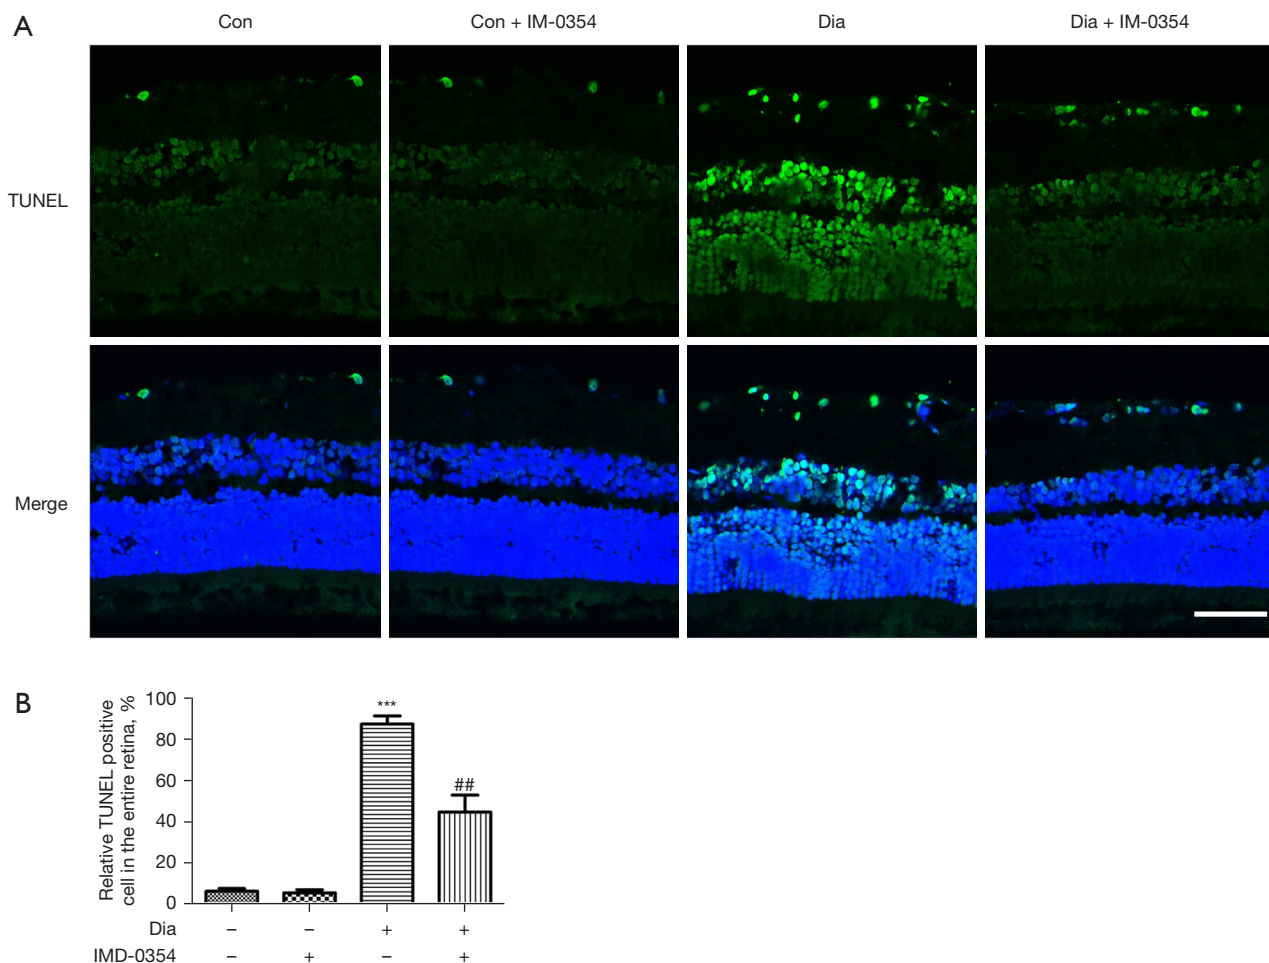 A
Con
Con + IM-0354
Dia
Dia + IM-0354
TUNEL
Merge
B
Relative TUNEL positive
cell in the entire retina, %
100
80
60
40
20
0
***
##
Dia – – + +
IMD-0354 – + – +